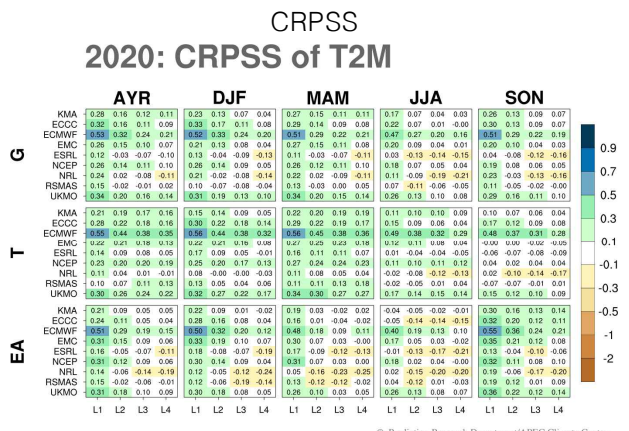 CRPSS
2020: CRPSS of T2M
AYR DJF MAM JJA SON
G
KMA 0.28 0.16 0.12 0.11 0.23 0.13 0.07 0.04 0.27 0.15 0.11 0.11 0.17 0.07 0.04 0.03 0.26 0.13 0.09 0.07
ECCC 0.32 0.16 0.11 0.09 0.33 0.17 0.11 0.08 0.29 0.14 0.09 0.08 0.22 0.07 0.01 -0.00 0.30 0.13 0.09 0.07
ECMWF 0.53 0.32 0.24 0.21 0.52 0.33 0.24 0.20 0.51 0.29 0.22 0.21 0.47 0.27 0.20 0.16 0.51 0.29 0.22 0.19
EMC 0.26 0.15 0.10 0.07 0.21 0.13 0.08 0.04 0.27 0.15 0.11 0.08 0.20 0.09 0.04 0.01 0.20 0.10 0.04 0.03
ESRL 0.12 -0.03 -0.07 -0.10 0.13 -0.04 -0.09 -0.13 0.11 0.00 -0.07 -0.11 0.03 -0.13 -0.14 -0.15 0.04 -0.08 -0.12 -0.16
NCEP 0.26 0.14 0.11 0.10 0.26 0.14 0.09 0.05 0.26 0.12 0.11 0.10 0.18 0.07 0.05 0.04 0.19 0.08 0.06 0.05
NRL 0.24 0.02 -0.08 -0.11 0.21 -0.02 -0.08 -0.14 0.22 0.02 -0.09 -0.11 0.11 -0.09 -0.19 -0.21 0.23 -0.03 -0.13 -0.16
RSMAS 0.15 -0.02 -0.01 0.02 0.10 -0.07 -0.08 -0.04 0.13 -0.03 0.00 0.05 0.07 -0.11 -0.06 -0.05 0.11 -0.05 -0.02 -0.00
UKMO 0.34 0.20 0.16 0.14 0.31 0.19 0.13 0.10 0.34 0.20 0.15 0.14 0.26 0.13 0.10 0.08 0.29 0.16 0.11 0.10
T
KMA 0.21 0.19 0.17 0.16 0.15 0.14 0.09 0.05 0.22 0.20 0.19 0.19 0.11 0.10 0.10 0.09 0.10 0.07 0.06 0.04
ECCC 0.28 0.22 0.18 0.16 0.30 0.22 0.18 0.14 0.29 0.22 0.19 0.17 0.15 0.09 0.06 0.04 0.17 0.12 0.09 0.08
ECMWF 0.55 0.44 0.38 0.35 0.56 0.44 0.38 0.32 0.56 0.45 0.38 0.36 0.49 0.38 0.32 0.29 0.48 0.37 0.31 0.28
EMC 0.22 0.21 0.18 0.13 0.22 0.21 0.16 0.08 0.27 0.25 0.23 0.18 0.12 0.11 0.08 0.04 -0.00 0.00 -0.02 -0.05
ESRL 0.14 0.09 0.08 0.05 0.17 0.09 0.05 -0.01 0.16 0.11 0.11 0.07 0.01 -0.04 -0.04 -0.05 -0.06 -0.07 -0.08 -0.09
NCEP 0.23 0.20 0.20 0.19 0.25 0.20 0.17 0.13 0.27 0.24 0.24 0.24 0.11 0.10 0.11 0.12 0.04 0.02 0.04 0.04
NRL 0.11 0.04 0.01 -0.01 0.08 -0.00 -0.00 -0.03 0.11 0.08 0.05 0.04 -0.02 -0.08 -0.12 -0.13 0.02 -0.10 -0.14 -0.17
RSMAS 0.10 0.07 0.11 0.13 0.13 0.05 0.04 0.06 0.11 0.11 0.13 0.18 -0.02 -0.05 0.01 0.02 -0.07 -0.07 -0.01 0.01
UKMO 0.30 0.26 0.24 0.22 0.32 0.27 0.22 0.17 0.34 0.30 0.27 0.27 0.17 0.14 0.15 0.14 0.15 0.12 0.10 0.09
EA
KMA 0.21 0.09 0.05 0.05 0.22 0.09 0.01 -0.02 0.19 0.03 -0.02 0.02 -0.04 -0.05 -0.02 -0.01 0.30 0.16 0.13 0.14
ECCC 0.24 0.11 0.05 0.04 0.28 0.16 0.08 0.04 0.16 0.01 -0.04 -0.02 -0.05 -0.14 -0.14 -0.15 0.32 0.20 0.12 0.11
ECMWF 0.51 0.29 0.19 0.15 0.50 0.32 0.20 0.12 0.48 0.18 0.09 0.11 0.40 0.19 0.13 0.10 0.55 0.36 0.24 0.21
EMC 0.31 0.15 0.09 0.06 0.33 0.19 0.10 0.07 0.30 0.07 0.03 -0.00 0.17 0.05 0.03 -0.02 0.35 0.21 0.12 0.08
ESRL 0.16 -0.05 -0.07 -0.11 0.18 -0.08 -0.07 -0.19 0.17 -0.09 -0.12 -0.13 -0.01 -0.13 -0.17 -0.21 0.13 -0.04 -0.10 -0.06
NCEP 0.31 0.12 0.09 0.06 0.30 0.14 0.09 0.04 0.31 0.07 0.03 0.00 0.18 0.02 0.04 -0.00 0.32 0.11 0.08 0.10
NRL 0.14 -0.06 -0.14 -0.19 0.12 -0.05 -0.12 -0.24 0.05 -0.16 -0.23 -0.25 -0.02 -0.15 -0.20 -0.20 0.19 -0.06 -0.17 -0.20
RSMAS 0.15 -0.02 -0.06 -0.01 0.12 -0.06 -0.19 -0.14 0.13 -0.12 -0.12 -0.02 0.04 -0.12 -0.07 -0.02 0.19 0.12 0.01 0.09
UKMO 0.31 0.18 0.10 0.09 0.30 0.18 0.08 0.05 0.26 0.10 0.03 0.05 0.26 0.13 0.08 0.07 0.36 0.22 0.12 0.14
L1 L2 L3 L4 L1 L2 L3 L4 L1 L2 L3 L4 L1 L2 L3 L4 L1 L2 L3 L4
0.9
0.7
0.5
0.3
0.1
-0.1
-0.3
-0.5
-1
-2